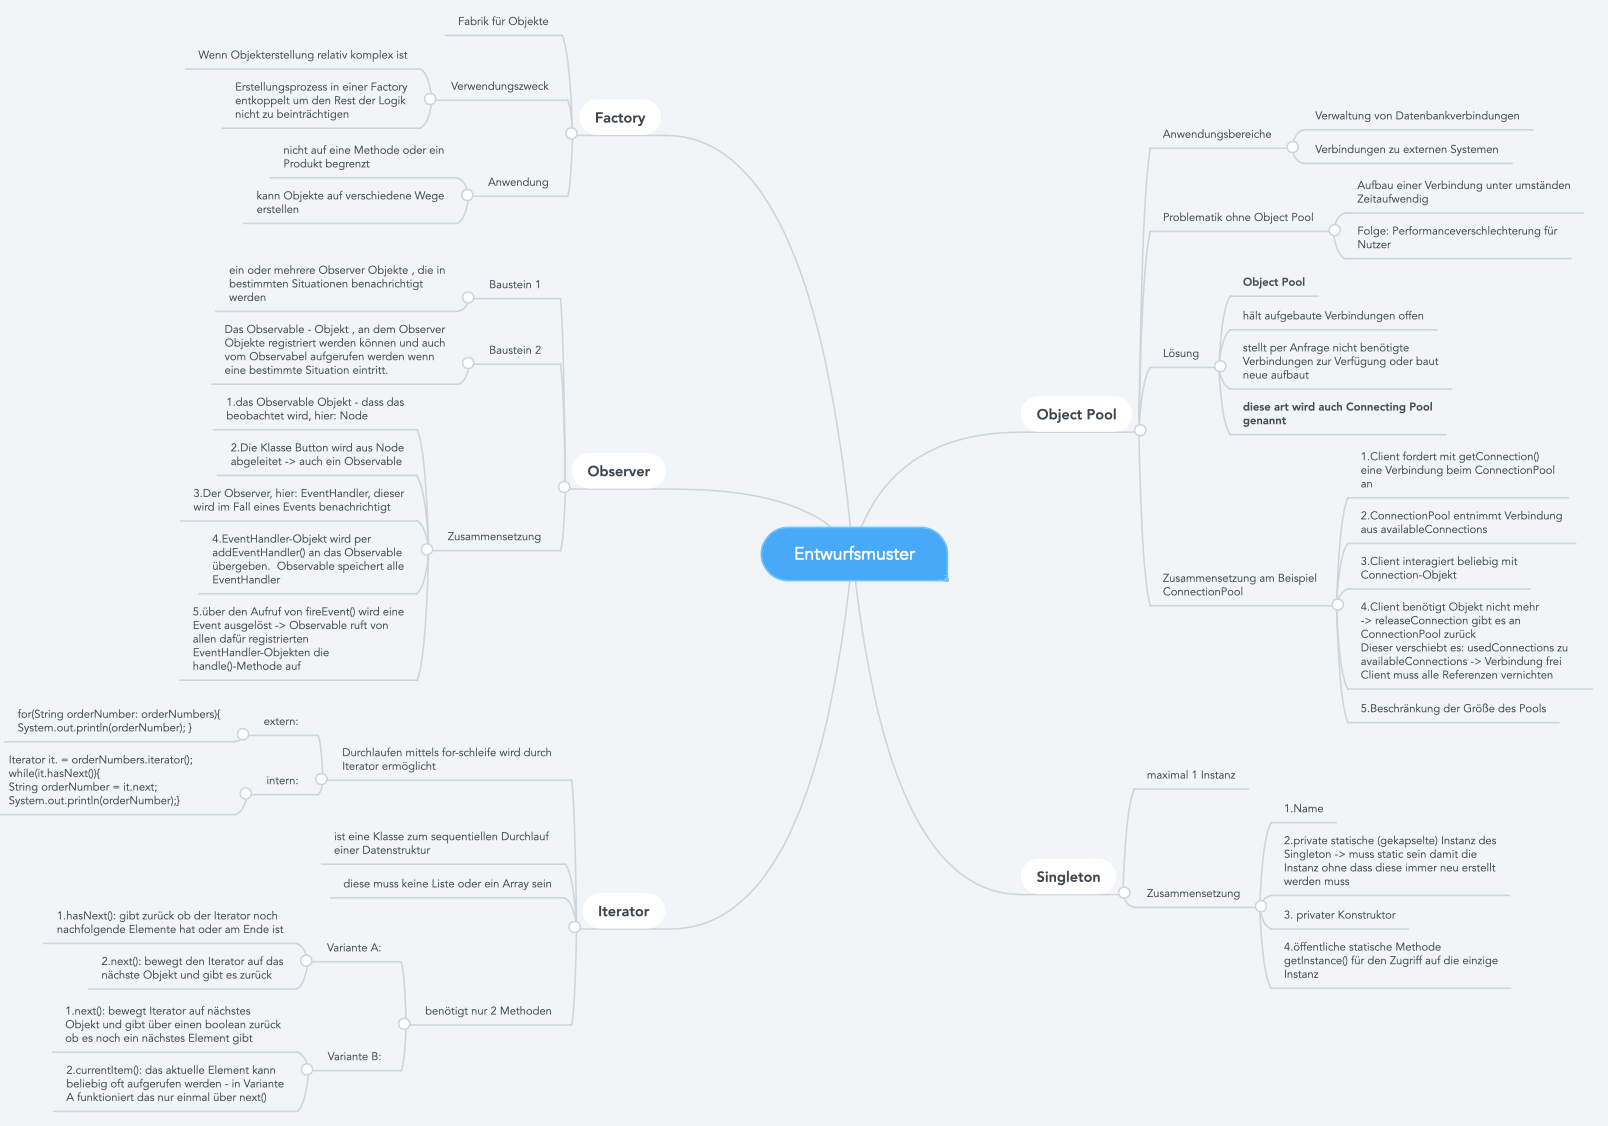 Entwurfsmuster
Factory
Fabrik für Objekte
Verwendungszweck
Wenn Objekterstellung relativ komplex ist
Erstellungsprozess in einer Factory
entkoppelt um den Rest der Logik
nicht zu beinträchtigen
Anwendung
nicht auf eine Methode oder ein
Produkt begrenzt
kann Objekte auf verschiedene Wege
erstellen
Observer
Baustein 1
ein oder mehrere Observer Objekte , die in
bestimmten Situationen benachrichtigt
werden
Baustein 2
Das Observable - Objekt , an dem Observer
Objekte registriert werden können und auch
vom Observabel aufgerufen werden wenn
eine bestimmte Situation eintritt.
Zusammensetzung
1.das Observable Objekt - dass das
beobachtet wird, hier: Node
2.Die Klasse Button wird aus Node
abgeleitet -> auch ein Observable
3.Der Observer, hier: EventHandler, dieser
wird im Fall eines Events benachrichtigt
4.EventHandler-Objekt wird per
addEventHandler() an das Observable
übergeben.  Observable speichert alle
EventHandler
5.über den Aufruf von fireEvent() wird eine
Event ausgelöst -> Observable ruft von
allen dafür registrierten
EventHandler-Objekten die
handle()-Methode auf
Iterator
Durchlaufen mittels for-schleife wird durch
Iterator ermöglicht
extern:
for(String orderNumber: orderNumbers){
System.out.println(orderNumber); }
intern:
Iterator it. = orderNumbers.iterator();
while(it.hasNext()){
String orderNumber = it.next;
System.out.println(orderNumber);}
ist eine Klasse zum sequentiellen Durchlauf
einer Datenstruktur
diese muss keine Liste oder ein Array sein
benötigt nur 2 Methoden
Variante A:
1.hasNext(): gibt zurück ob der Iterator noch
nachfolgende Elemente hat oder am Ende ist
2.next(): bewegt den Iterator auf das
nächste Objekt und gibt es zurück
Variante B:
1.next(): bewegt Iterator auf nächstes
Objekt und gibt über einen boolean zurück
ob es noch ein nächstes Element gibt
2.currentItem(): das aktuelle Element kann
beliebig oft aufgerufen werden - in Variante
A funktioniert das nur einmal über next()
Object Pool
Anwendungsbereiche
Verwaltung von Datenbankverbindungen
Verbindungen zu externen Systemen
Problematik ohne Object Pool
Aufbau einer Verbindung unter umständen
Zeitaufwendig
Folge: Performanceverschlechterung für
Nutzer
Lösung
Object Pool
hält aufgebaute Verbindungen offen
stellt per Anfrage nicht benötigte
Verbindungen zur Verfügung oder baut
neue aufbaut
diese art wird auch Connecting Pool
genannt
Zusammensetzung am Beispiel
ConnectionPool
1.Client fordert mit getConnection()
eine Verbindung beim ConnectionPool
an
2.ConnectionPool entnimmt Verbindung
aus availableConnections
3.Client interagiert beliebig mit
Connection-Objekt
4.Client benötigt Objekt nicht mehr
-> releaseConnection gibt es an
ConnectionPool zurück
Dieser verschiebt es: usedConnections zu
availableConnections -> Verbindung frei
Client muss alle Referenzen vernichten
5.Beschränkung der Größe des Pools
Singleton
maximal 1 Instanz
Zusammensetzung
1.Name
2.private statische (gekapselte) Instanz des
Singleton -> muss static sein damit die
Instanz ohne dass diese immer neu erstellt
werden muss
3. privater Konstruktor
4.öffentliche statische Methode
getInstance() für den Zugriff auf die einzige
Instanz